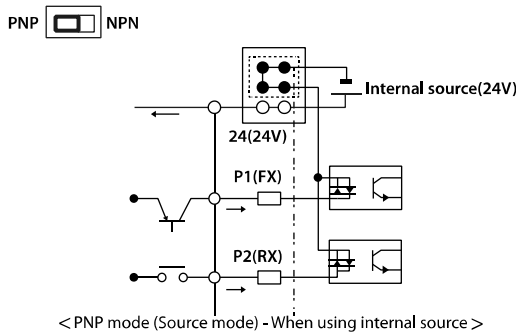 PNP NPN
Internal source(24V)
24(24V)
P1(FX)
P2(RX)
< PNP mode (Source mode) - When using internal source >